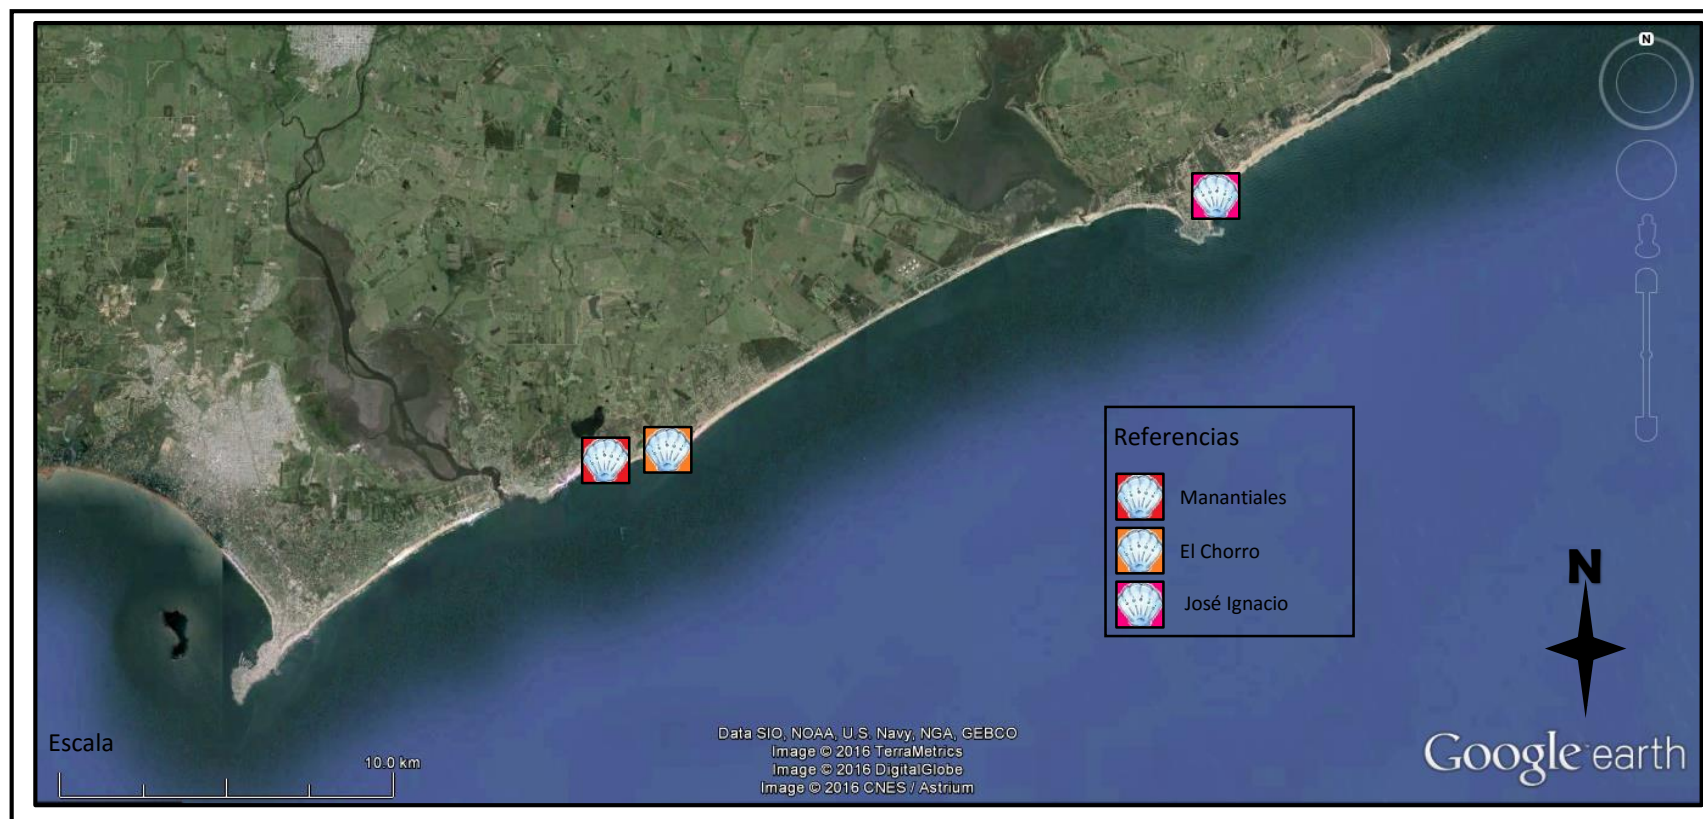 N
Referencias
Manantiales
El Chorro
José Ignacio
N
Escala
10.0 km
Data SIO, NOAA, U.S. Navy, NGA, GEBCO
Image © 2016 TerraMetrics
Image © 2016 DigitalGlobe
Image © 2016 CNES / Astrium
Google earth